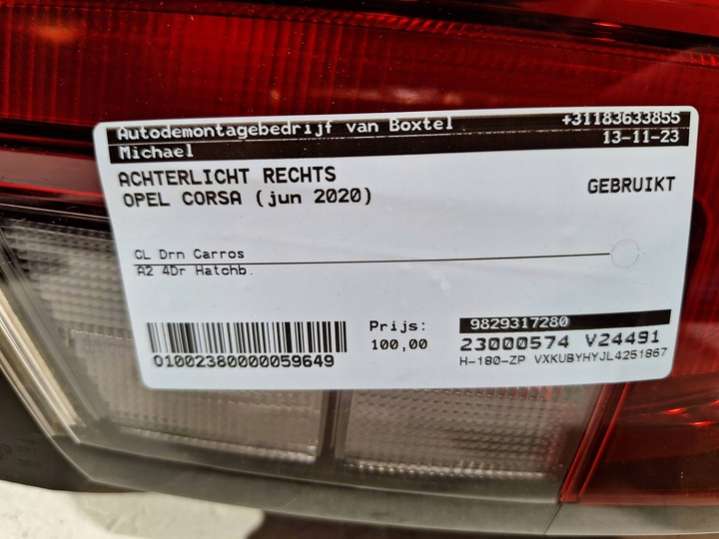 Autodemontagebedrijf van Boxtel +31183633855
Michael 13-11-23
ACHTERLICHT RECHTS
OPEL CORSA (jun 2020) GEBRUIKT
CL Drn Carros
A2 4Dr Hatchb.
Prijs: 9829317280
100,00 23000574 V24491
01002380000059649 H-180-ZP VXKUBYHYJL4251867